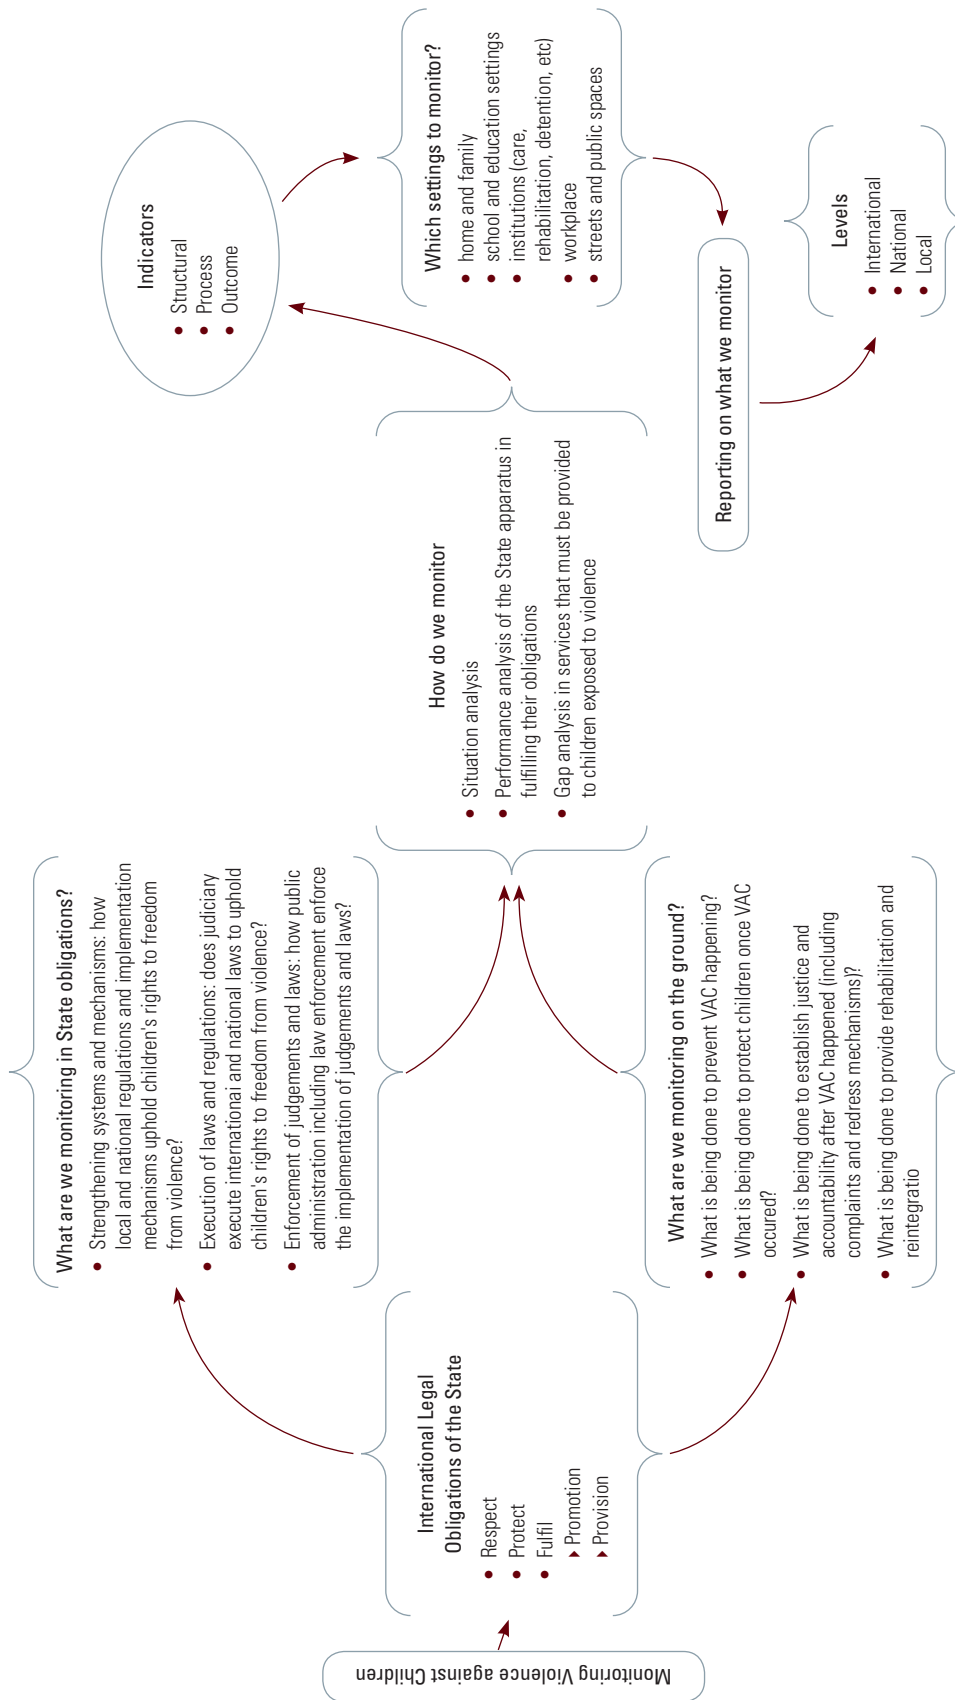 Monitoring Violence against Children
International Legal
Obligations of the State
• Respect
• Protect
• Fulfil
▸ Promotion
▸ Provision
What are we monitoring in State obligations?
• Strengthening systems and mechanisms: how
local and national regulations and implementation
mechanisms uphold children's rights to freedom
from violence?
• Execution of laws and regulations: does judiciary
execute international and national laws to uphold
children's rights to freedom from violence?
• Enforcement of judgements and laws: how public
administration including law enforcement enforce
the implementation of judgements and laws?
What are we monitoring on the ground?
• What is being done to prevent VAC happening?
• What is being done to protect children once VAC
occured?
• What is being done to establish justice and
accountability after VAC happened (including
complaints and redress mechanisms)?
• What is being done to provide rehabilitation and
reintegratio
How do we monitor
• Situation analysis
• Performance analysis of the State apparatus in
fulfilling their obligations
• Gap analysis in services that must be provided
to children exposed to violence
Indicators
• Structural
• Process
• Outcome
Which settings to monitor?
• home and family
• school and education settings
• institutions (care,
rehabilitation, detention, etc)
• workplace
• streets and public spaces
Reporting on what we monitor
Levels
• International
• National
• Local